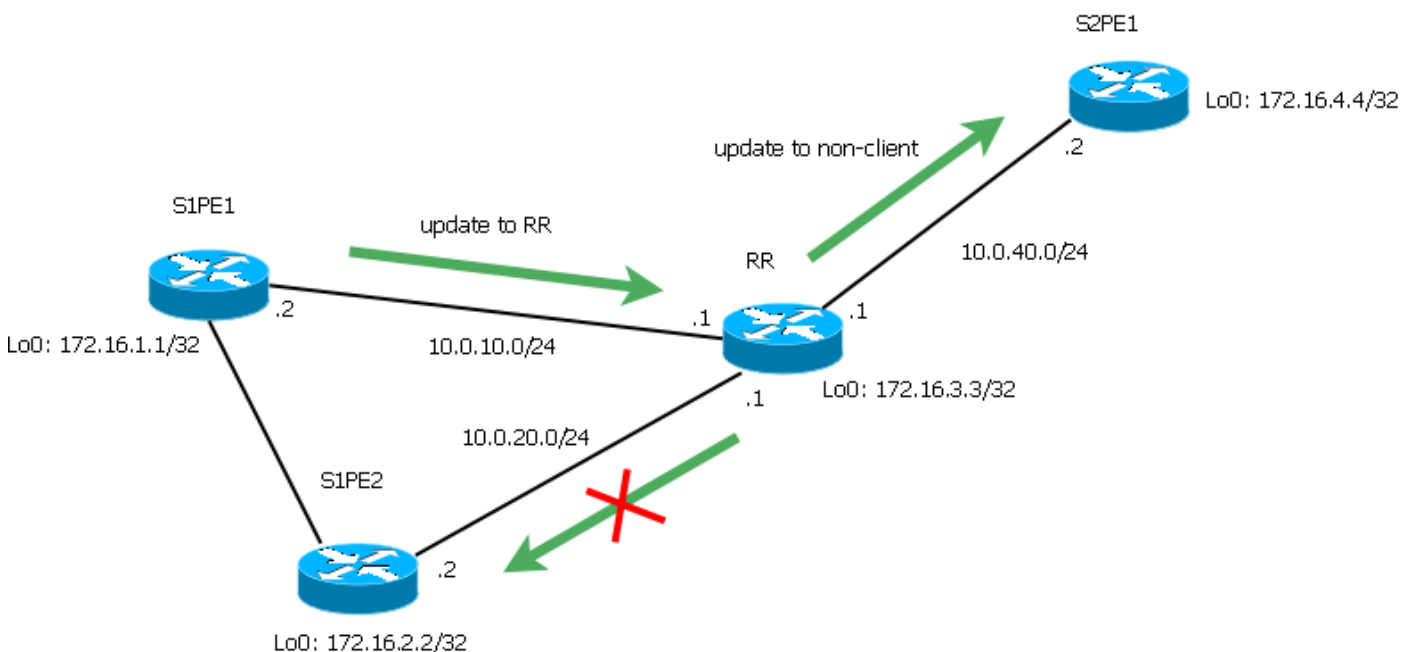 S2PE1
Lo0: 172.16.4.4/32
.2
update to non-client
S1PE1
update to RR
10.0.40.0/24
RR
.2
.1
.1
Lo0: 172.16.1.1/32
10.0.10.0/24
Lo0: 172.16.3.3/32
.1
10.0.20.0/24
S1PE2
.2
Lo0: 172.16.2.2/32